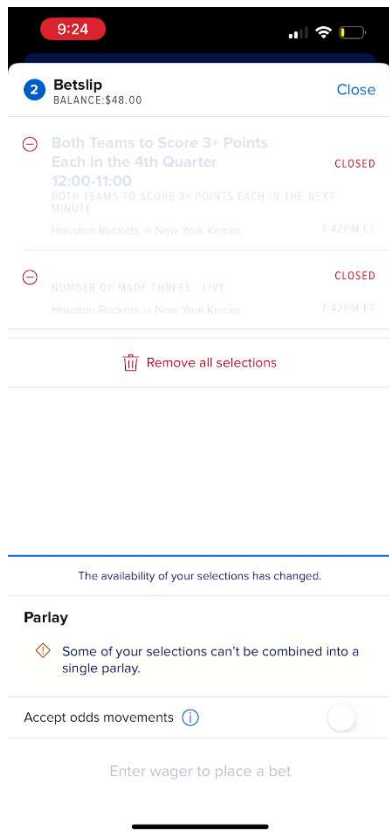 9:24
2 Betslip Close
BALANCE:$48.00
Both Teams to Score 3+ Points
Each in the 4th Quarter
12:00-11:00
CLOSED
BOTH TEAMS TO SCORE 3+ POINTS EACH IN THE NEXT
MINUTE
Houston Rockets @ New York Knicks 7:42PM ET
CLOSED
NUMBER OF MADE THREES - LIVE
Houston Rockets @ New York Knicks 7:42PM ET
Remove all selections
The availability of your selections has changed.
Parlay
Some of your selections can't be combined into a
single parlay.
Accept odds movements
Enter wager to place a bet